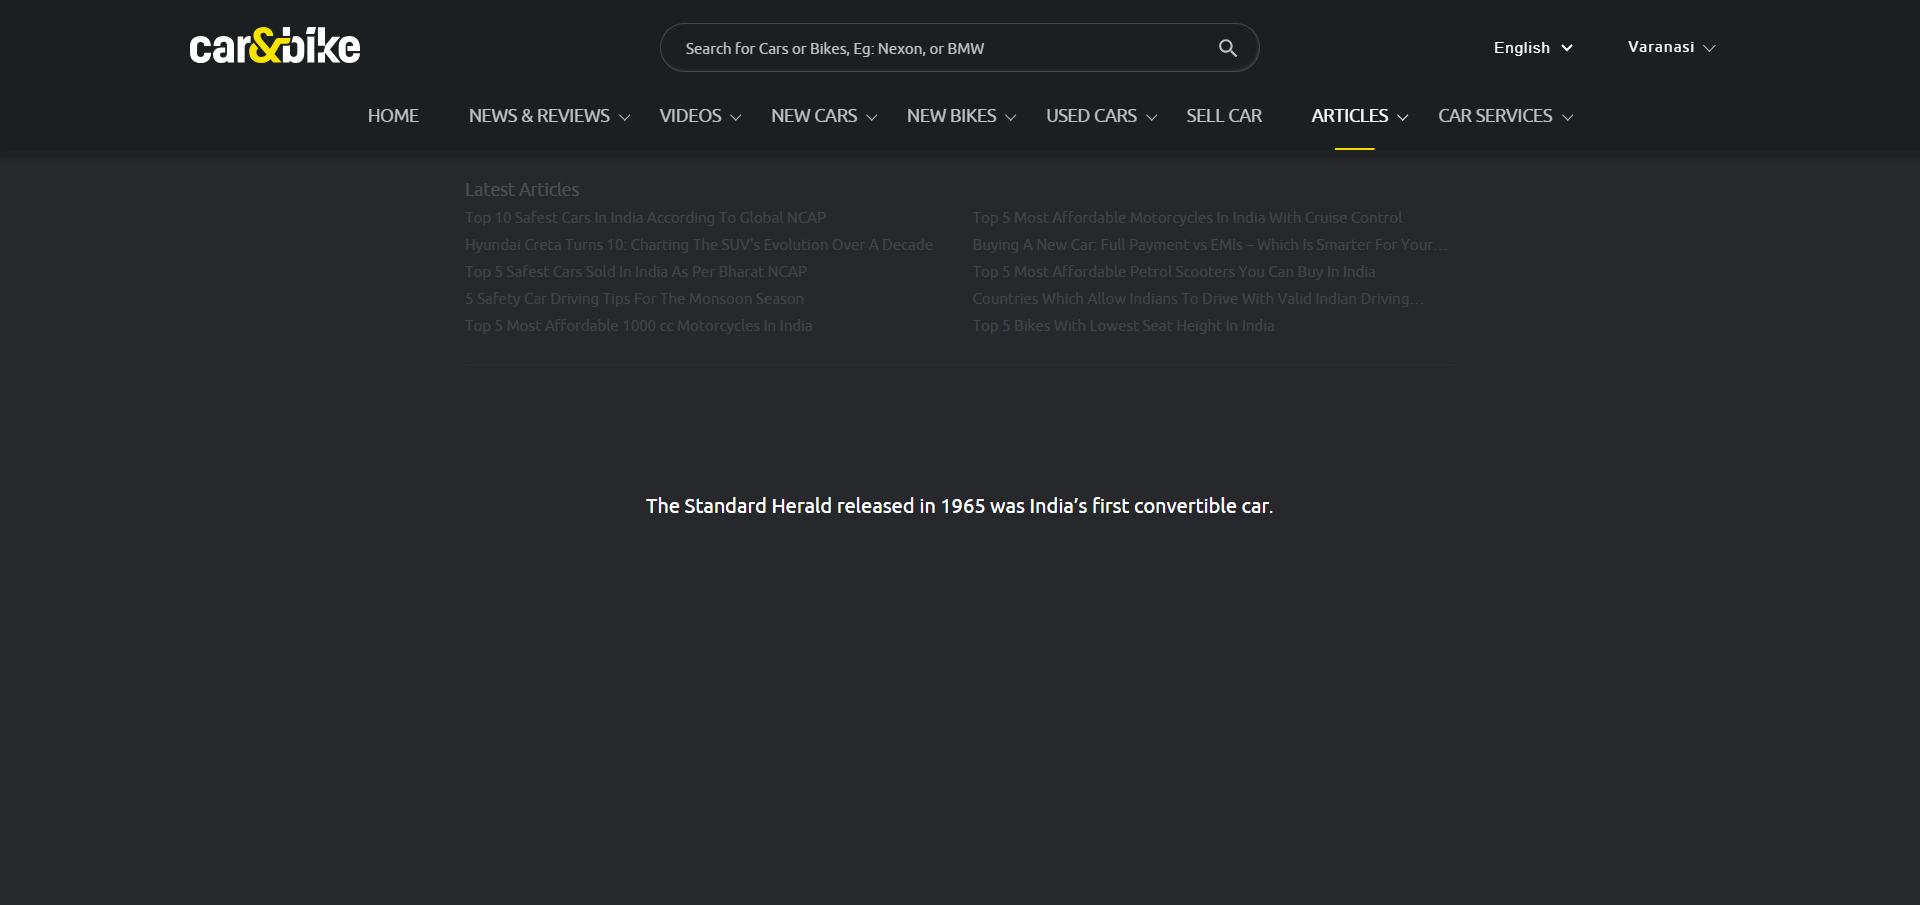 car&bike
Search for Cars or Bikes, Eg: Nexon, or BMW
English
Varanasi
HOME NEWS & REVIEWS VIDEOS NEW CARS NEW BIKES USED CARS SELL CAR ARTICLES CAR SERVICES
Latest Articles
Top 10 Safest Cars In India According To Global NCAP
Top 5 Most Affordable Motorcycles In India With Cruise Control
Hyundai Creta Turns 10: Charting The SUV's Evolution Over A Decade
Buying A New Car: Full Payment vs EMIs – Which Is Smarter For Your...
Top 5 Safest Cars Sold In India As Per Bharat NCAP
Top 5 Most Affordable Petrol Scooters You Can Buy In India
5 Safety Car Driving Tips For The Monsoon Season
Countries Which Allow Indians To Drive With Valid Indian Driving...
Top 5 Most Affordable 1000 cc Motorcycles In India
Top 5 Bikes With Lowest Seat Height In India
The Standard Herald released in 1965 was India’s first convertible car.